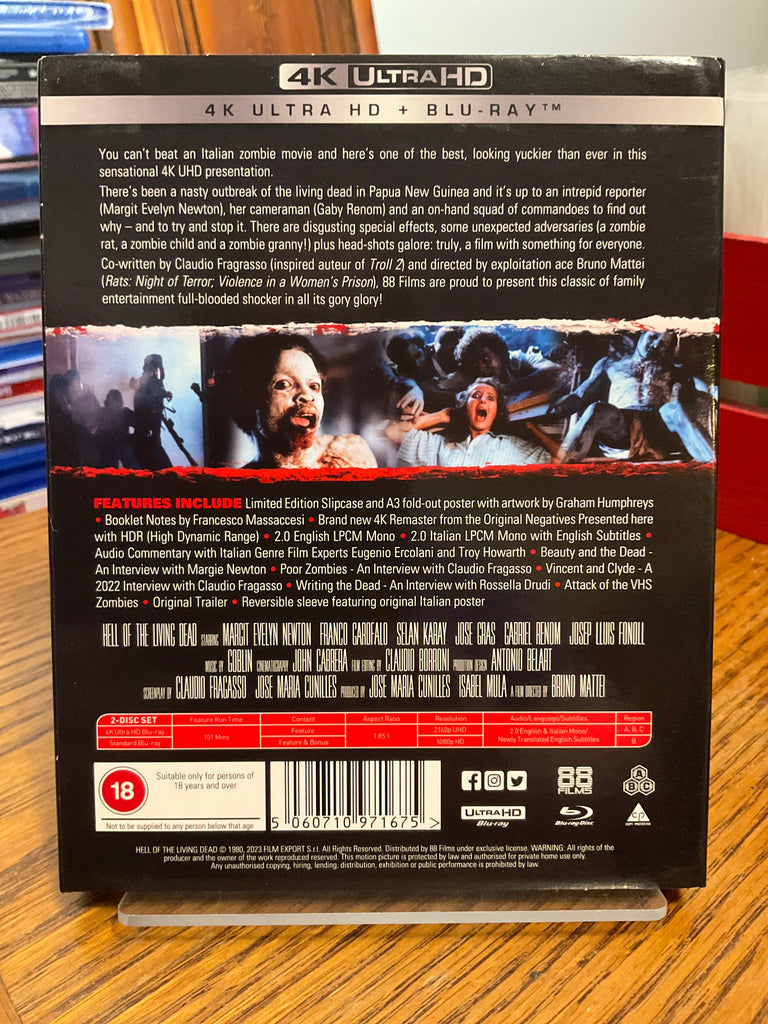 4K ULTRA HD
4K ULTRA HD + BLU-RAY™
You can't beat an Italian zombie movie and here's one of the best, looking yuckier than ever in this
sensational 4K UHD presentation.
There's been a nasty outbreak of the living dead in Papua New Guinea and it's up to an intrepid reporter
(Margit Evelyn Newton), her cameraman (Gaby Renom) and an on-hand squad of commandoes to find out
why – and to try and stop it. There are disgusting special effects, some unexpected adversaries (a zombie
rat, a zombie child and a zombie granny!) plus head-shots galore: truly, a film with something for everyone.
Co-written by Claudio Fragrasso (inspired auteur of Troll 2) and directed by exploitation ace Bruno Mattei
(Rats: Night of Terror; Violence in a Women's Prison), 88 Films are proud to present this classic of family
entertainment full-blooded shocker in all its gory glory!
FEATURES INCLUDE Limited Edition Slipcase and A3 fold-out poster with artwork by Graham Humphreys
• Booklet Notes by Francesco Massaccesi • Brand new 4K Remaster from the Original Negatives Presented here
with HDR (High Dynamic Range) • 2.0 English LPCM Mono • 2.0 Italian LPCM Mono with English Subtitles •
Audio Commentary with Italian Genre Film Experts Eugenio Ercolani and Troy Howarth • Beauty and the Dead -
An Interview with Margie Newton • Poor Zombies - An Interview with Claudio Fragasso • Vincent and Clyde - A
2022 Interview with Claudio Fragasso • Writing the Dead - An Interview with Rossella Drudi • Attack of the VHS
Zombies • Original Trailer • Reversible sleeve featuring original Italian poster
HELL OF THE LIVING DEAD STARRING MARGIT EVELYN NEWTON FRANCO GAROFALO SELAN KARAY JOSE GRAS GABRIEL RENOM JOSEP LLUIS FONOLL
MUSIC BY GOBLIN CINEMATOGRAPHY JOHN CABRERA FILM EDITING BY CLAUDIO BORRONI PRODUCTION DESIGN ANTONIO BELART
SCREENPLAY BY CLAUDIO FRAGASSO JOSE MARIA CUNILLES PRODUCED BY JOSE MARIA CUNILLES ISABEL MULA A FILM DIRECTED BY BRUNO MATTEI
2-DISC SET Feature Run Time Content Aspect Ratio Resolution Audio/Language/Subtitles Region
4K Ultra HD Blu-ray 101 Mins Feature 1.85:1 2160p UHD 2.0 English & Italian Mono/ A, B, C
Standard Blu-ray Feature & Bonus 1080p HD Newly Translated English Subtitles B
18
Suitable only for persons of
18 years and over
Not to be supplied to any person below that age
5 060710 971675 >
88
FILMS
A B C
ULTRA HD
Blu-ray
Blu-ray Disc
CP
COPY PROTECTED
HELL OF THE LIVING DEAD © 1980, 2023 FILM EXPORT S.r.l. All Rights Reserved. Distributed by 88 Films under exclusive license. WARNING: All rights of the
producer and the owner of the work reproduced reserved. This motion picture is protected by law and authorised for private home use only.
Any unauthorised copying, hiring, lending, distribution, exhibition or public performance is prohibited by law.